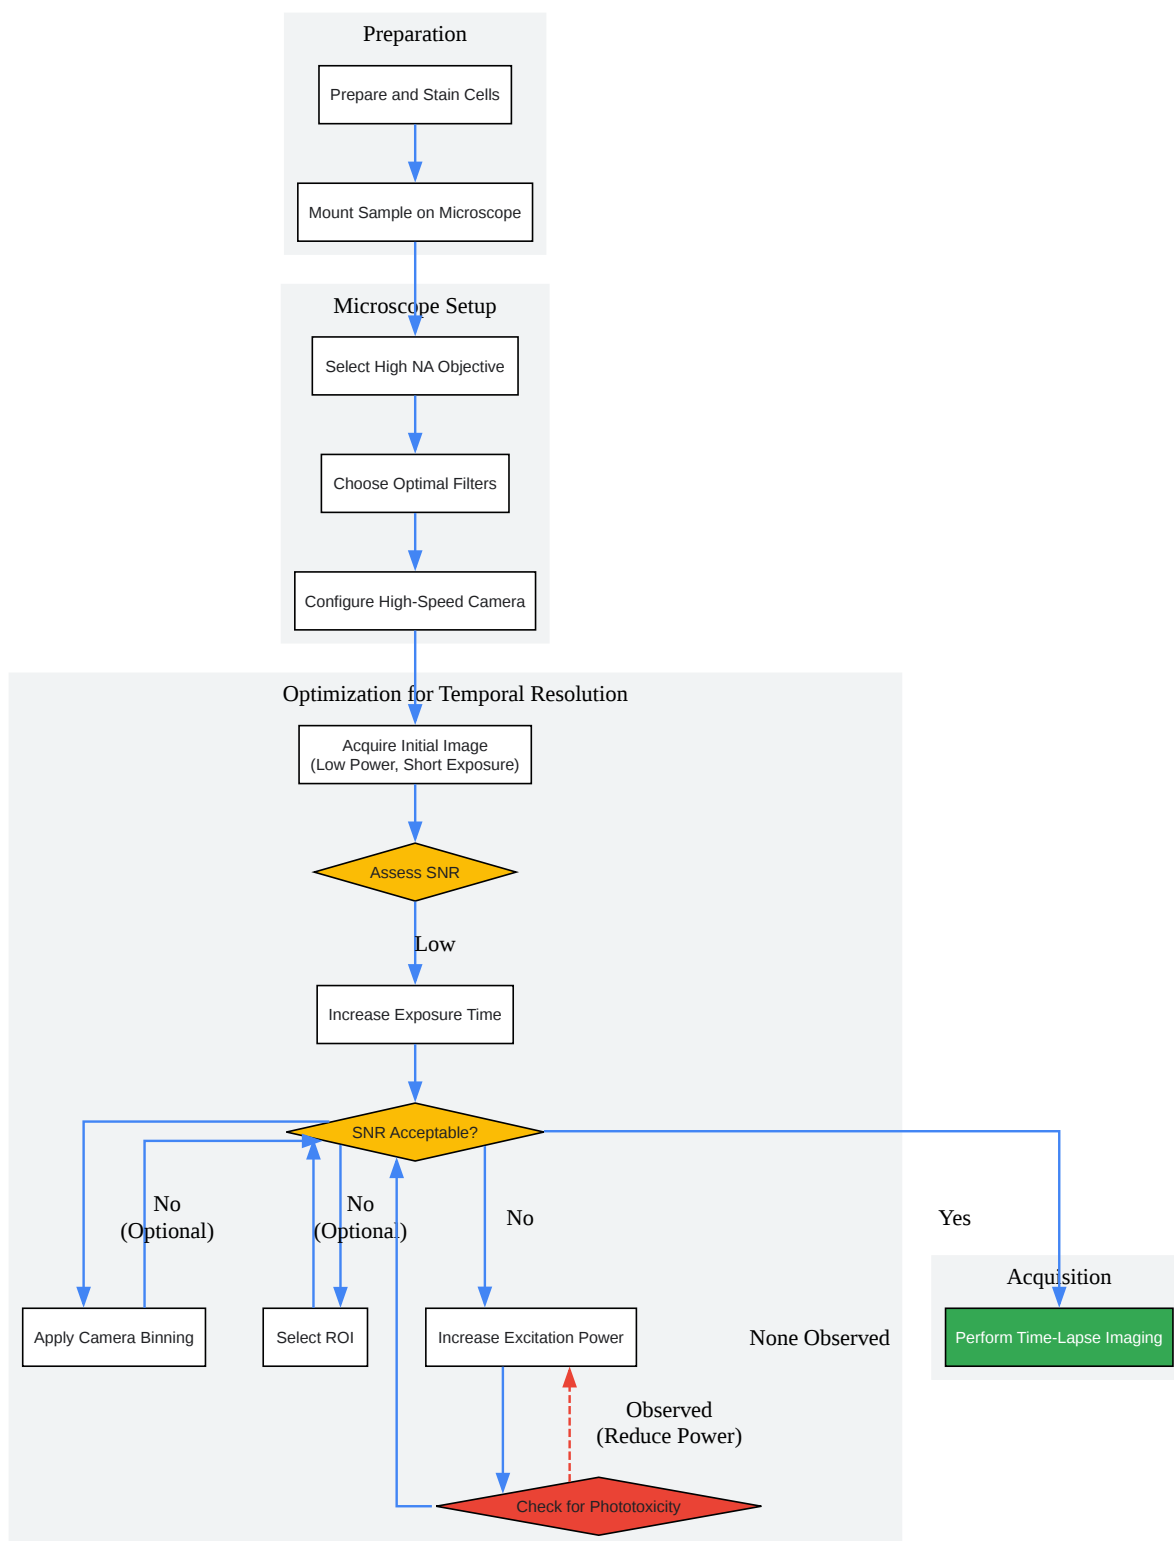 Preparation
Prepare and Stain Cells
Mount Sample on Microscope
Microscope Setup
Select High NA Objective
Choose Optimal Filters
Configure High-Speed Camera
Optimization for Temporal Resolution
Acquire Initial Image
(Low Power, Short Exposure)
Assess SNR
Low
Increase Exposure Time
SNR Acceptable?
No
(Optional)
No
(Optional)
No
Yes
Acquisition
Apply Camera Binning
Select ROI
Increase Excitation Power
None Observed
Perform Time-Lapse Imaging
Observed
(Reduce Power)
Check for Phototoxicity